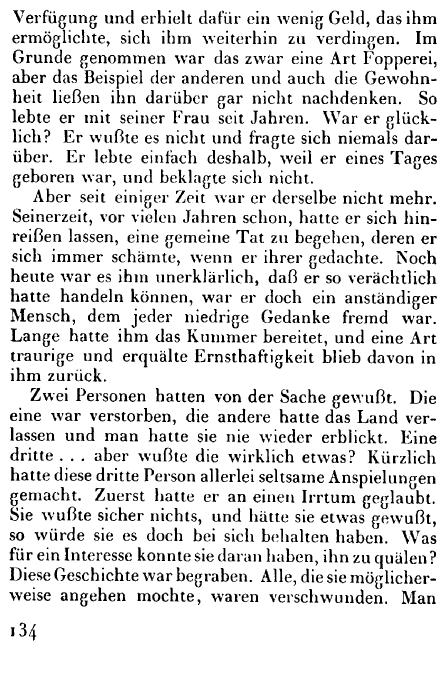 Verfügung und erhielt dafür ein wenig Geld, das ihm
ermöglichte, sich ihm weiterhin zu verdingen. Im
Grunde genommen war das zwar eine Art Fopperei,
aber das Beispiel der anderen und auch die Gewohn-
heit ließen ihn darüber gar nicht nachdenken. So
lebte er mit seiner Frau seit Jahren. War er glück-
lich? Er wußte es nicht und fragte sich niemals dar-
über. Er lebte einfach deshalb, weil er eines Tages
geboren war, und beklagte sich nicht.
Aber seit einiger Zeit war er derselbe nicht mehr.
Seinerzeit, vor vielen Jahren schon, hatte er sich hin-
reißen lassen, eine gemeine Tat zu begehen, deren er
sich immer schämte, wenn er ihrer gedachte. Noch
heute war es ihm unerklärlich, daß er so verächtlich
hatte handeln können, war er doch ein anständiger
Mensch, dem jeder niedrige Gedanke fremd war.
Lange hatte ihm das Kummer bereitet, und eine Art
traurige und erquälte Ernsthaftigkeit blieb davon in
ihm zurück.
Zwei Personen hatten von der Sache gewußt. Die
eine war verstorben, die andere hatte das Land ver-
lassen und man hatte sie nie wieder erblickt. Eine
dritte . . . aber wußte die wirklich etwas? Kürzlich
hatte diese dritte Person allerlei seltsame Anspielungen
gemacht. Zuerst hatte er an einen Irrtum geglaubt.
Sie wußte sicher nichts, und hätte sie etwas gewußt,
so würde sie es doch bei sich behalten haben. Was
für ein Interesse konnte sie daran haben, ihn zu quälen?
Diese Geschichte war begraben. Alle, die sie möglicher-
weise angehen mochte, waren verschwunden. Man
134